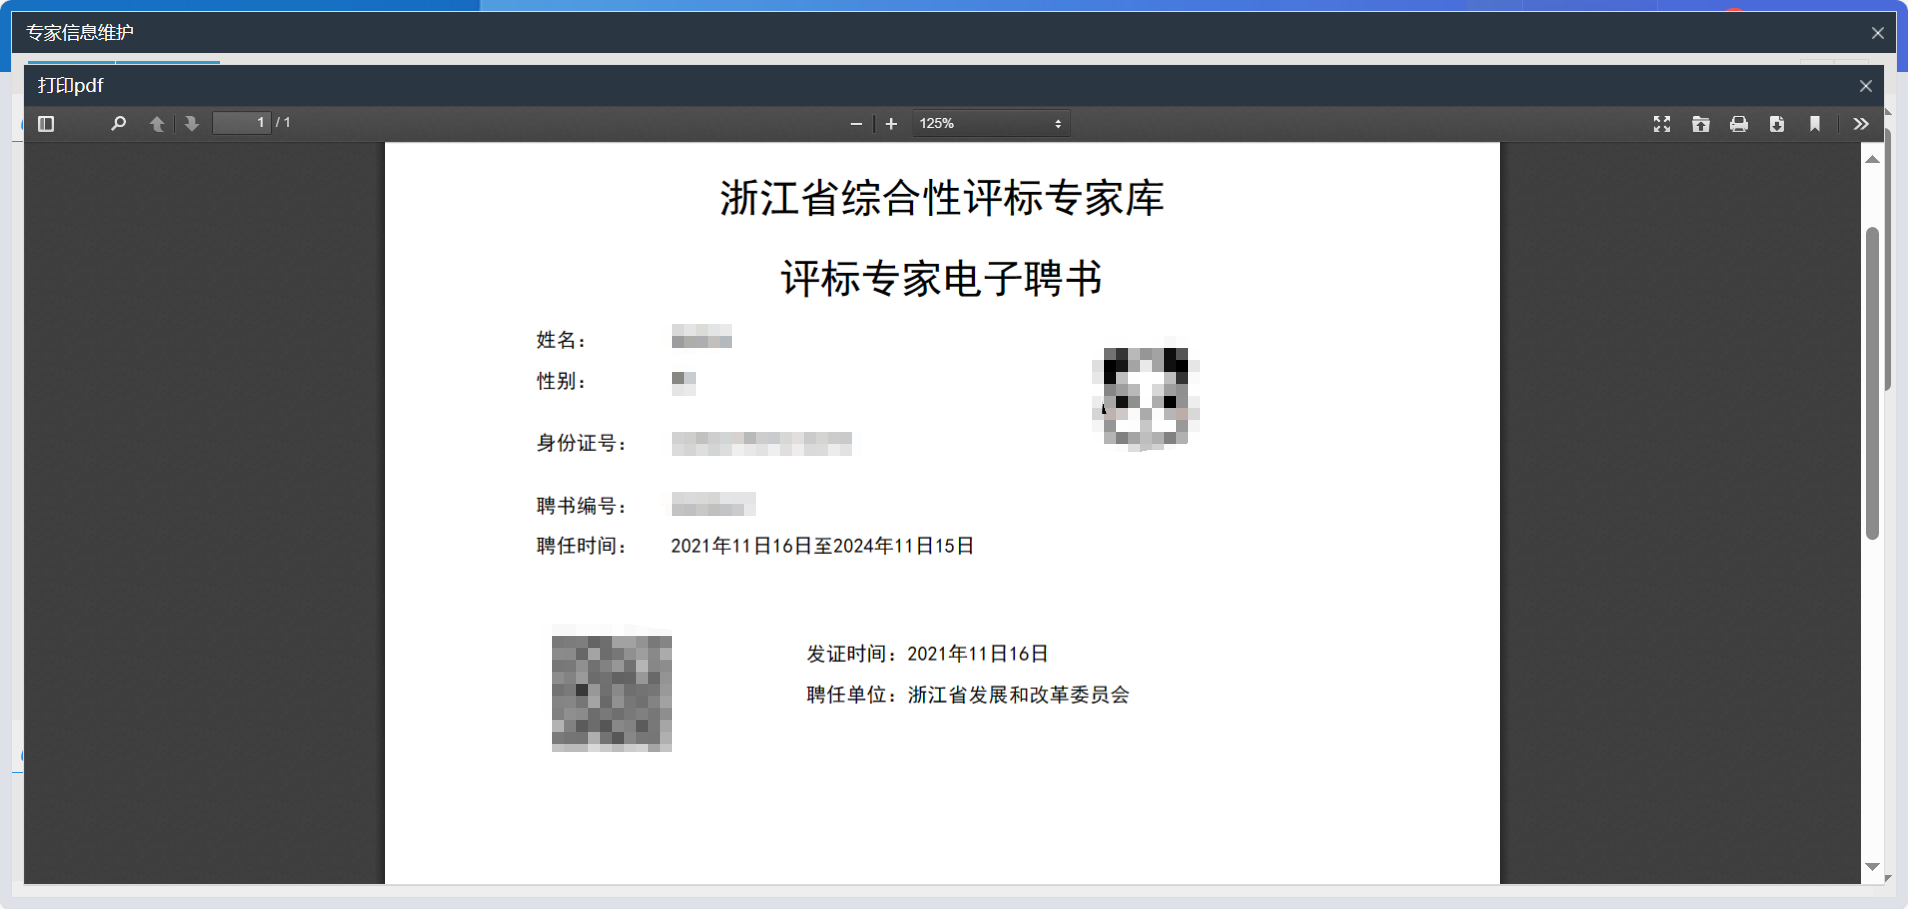 专家信息维护
打印pdf
1 / 1
125%
浙江省综合性评标专家库
评标专家电子聘书
姓名：
性别：
身份证号：
聘书编号：
聘任时间： 2021年11日16日至2024年11日15日
发证时间：2021年11日16日
聘任单位：浙江省发展和改革委员会